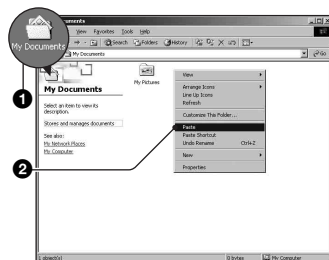 My Documents
View Favorites Tools Help
Search Folders History
My Documents
Go
My Documents
Select an item to view its
description.
Stores and manages documents
See also:
My Network Places
My Computer
My Pictures
View
Arrange Icons
Line Up Icons
Refresh
Customize This Folder...
Paste
Paste Shortcut
Undo Rename Ctrl+Z
New
Properties
1
2
1 object(s) 0 bytes My Computer